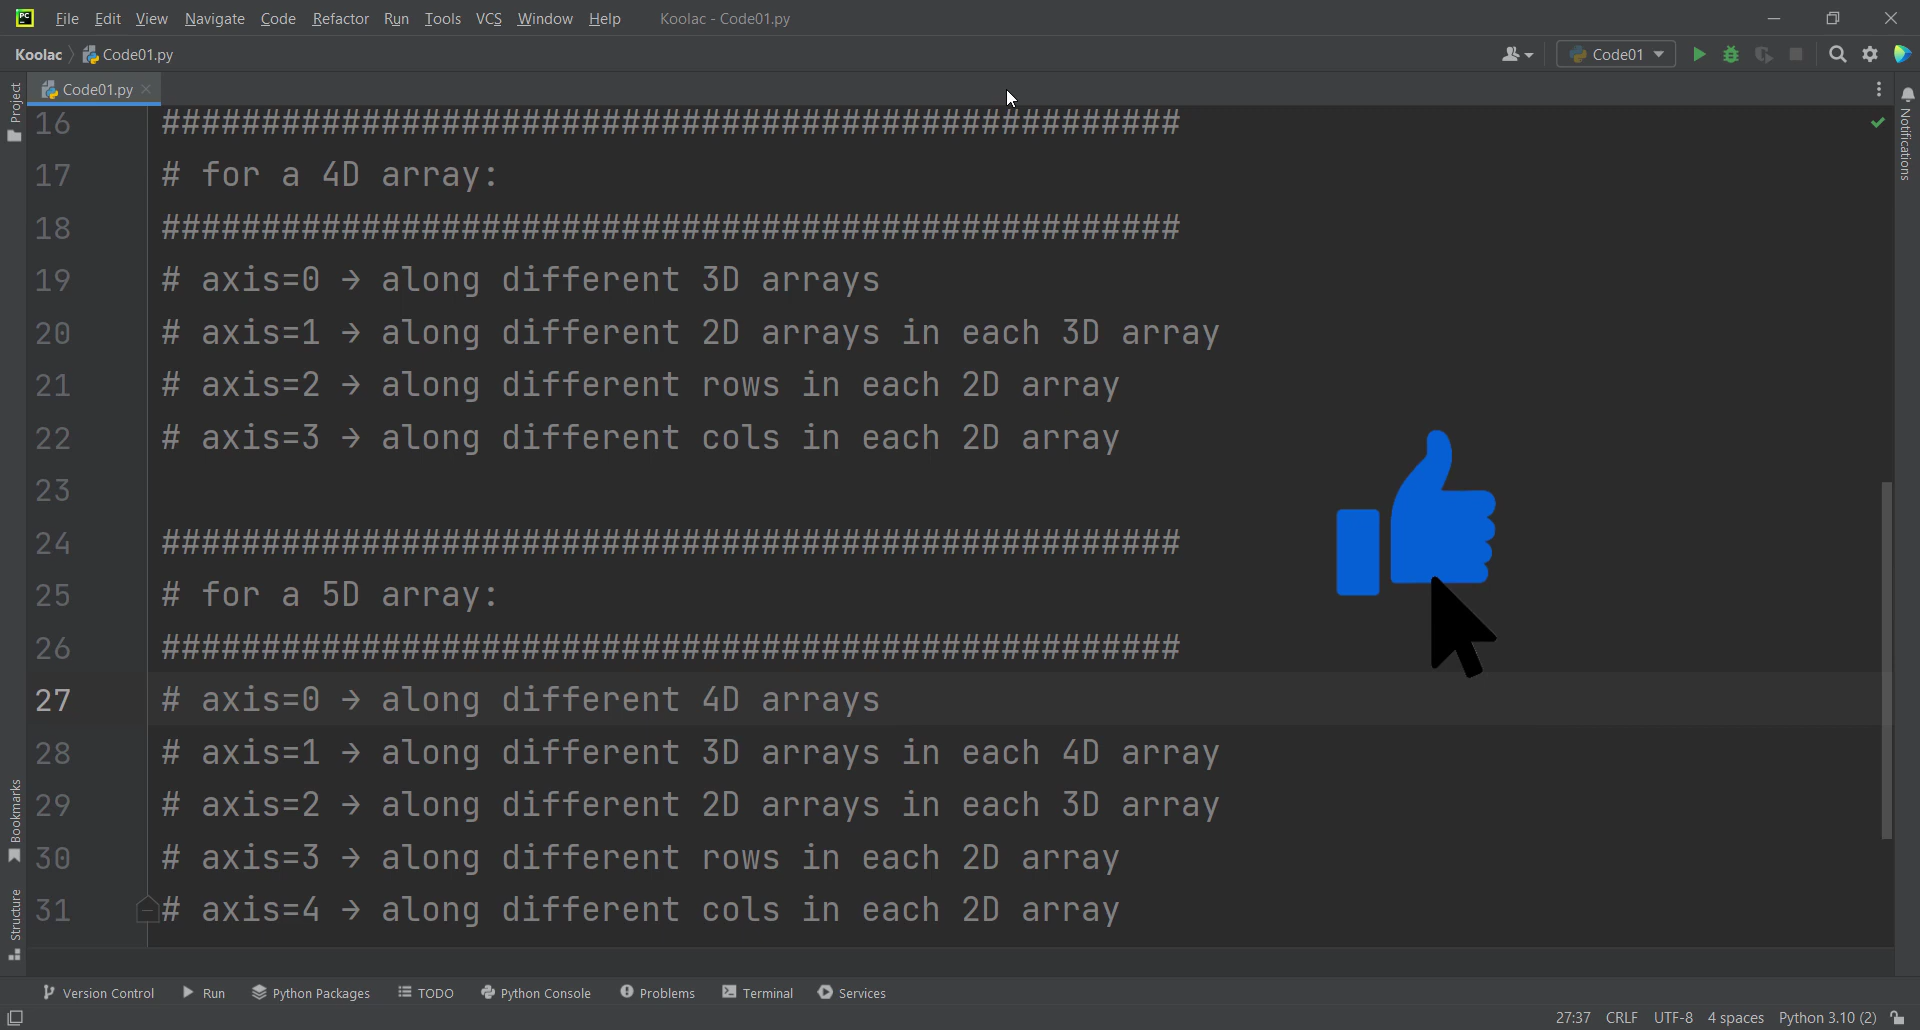 PC File Edit View Navigate Code Refactor Run Tools VCS Window Help Koolac - Code01.py
Koolac Code01.py Code01
Project
Code01.py
Notifications
16 ###################################################
17 # for a 4D array:
18 ###################################################
19 # axis=0 → along different 3D arrays
20 # axis=1 → along different 2D arrays in each 3D array
21 # axis=2 → along different rows in each 2D array
22 # axis=3 → along different cols in each 2D array
23
24 ###################################################
25 # for a 5D array:
26 ###################################################
27 # axis=0 → along different 4D arrays
28 # axis=1 → along different 3D arrays in each 4D array
29 # axis=2 → along different 2D arrays in each 3D array
30 # axis=3 → along different rows in each 2D array
31 # axis=4 → along different cols in each 2D array
Bookmarks
Structure
Version Control Run Python Packages TODO Python Console Problems Terminal Services
27:37 CRLF UTF-8 4 spaces Python 3.10 (2)